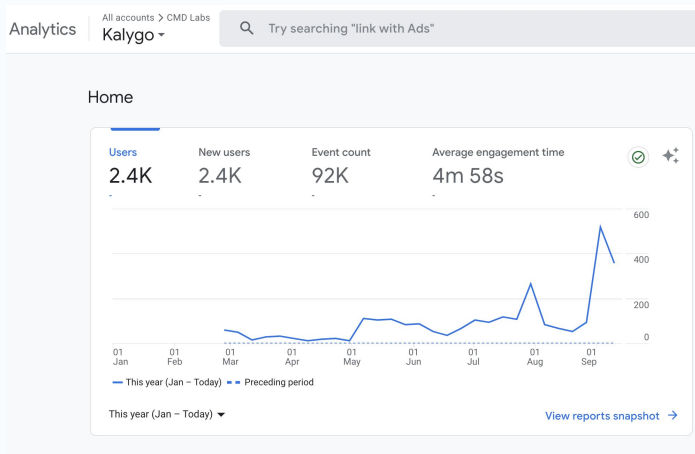 Analytics
All accounts > CMD Labs
Kalygo
Try searching "link with Ads"
Home
Users
2.4K
-
New users
2.4K
-
Event count
92K
-
Average engagement time
4m 58s
-
600
400
200
0
01 Jan
01 Feb
01 Mar
01 Apr
01 May
01 Jun
01 Jul
01 Aug
01 Sep
This year (Jan – Today)
Preceding period
This year (Jan – Today)
View reports snapshot →